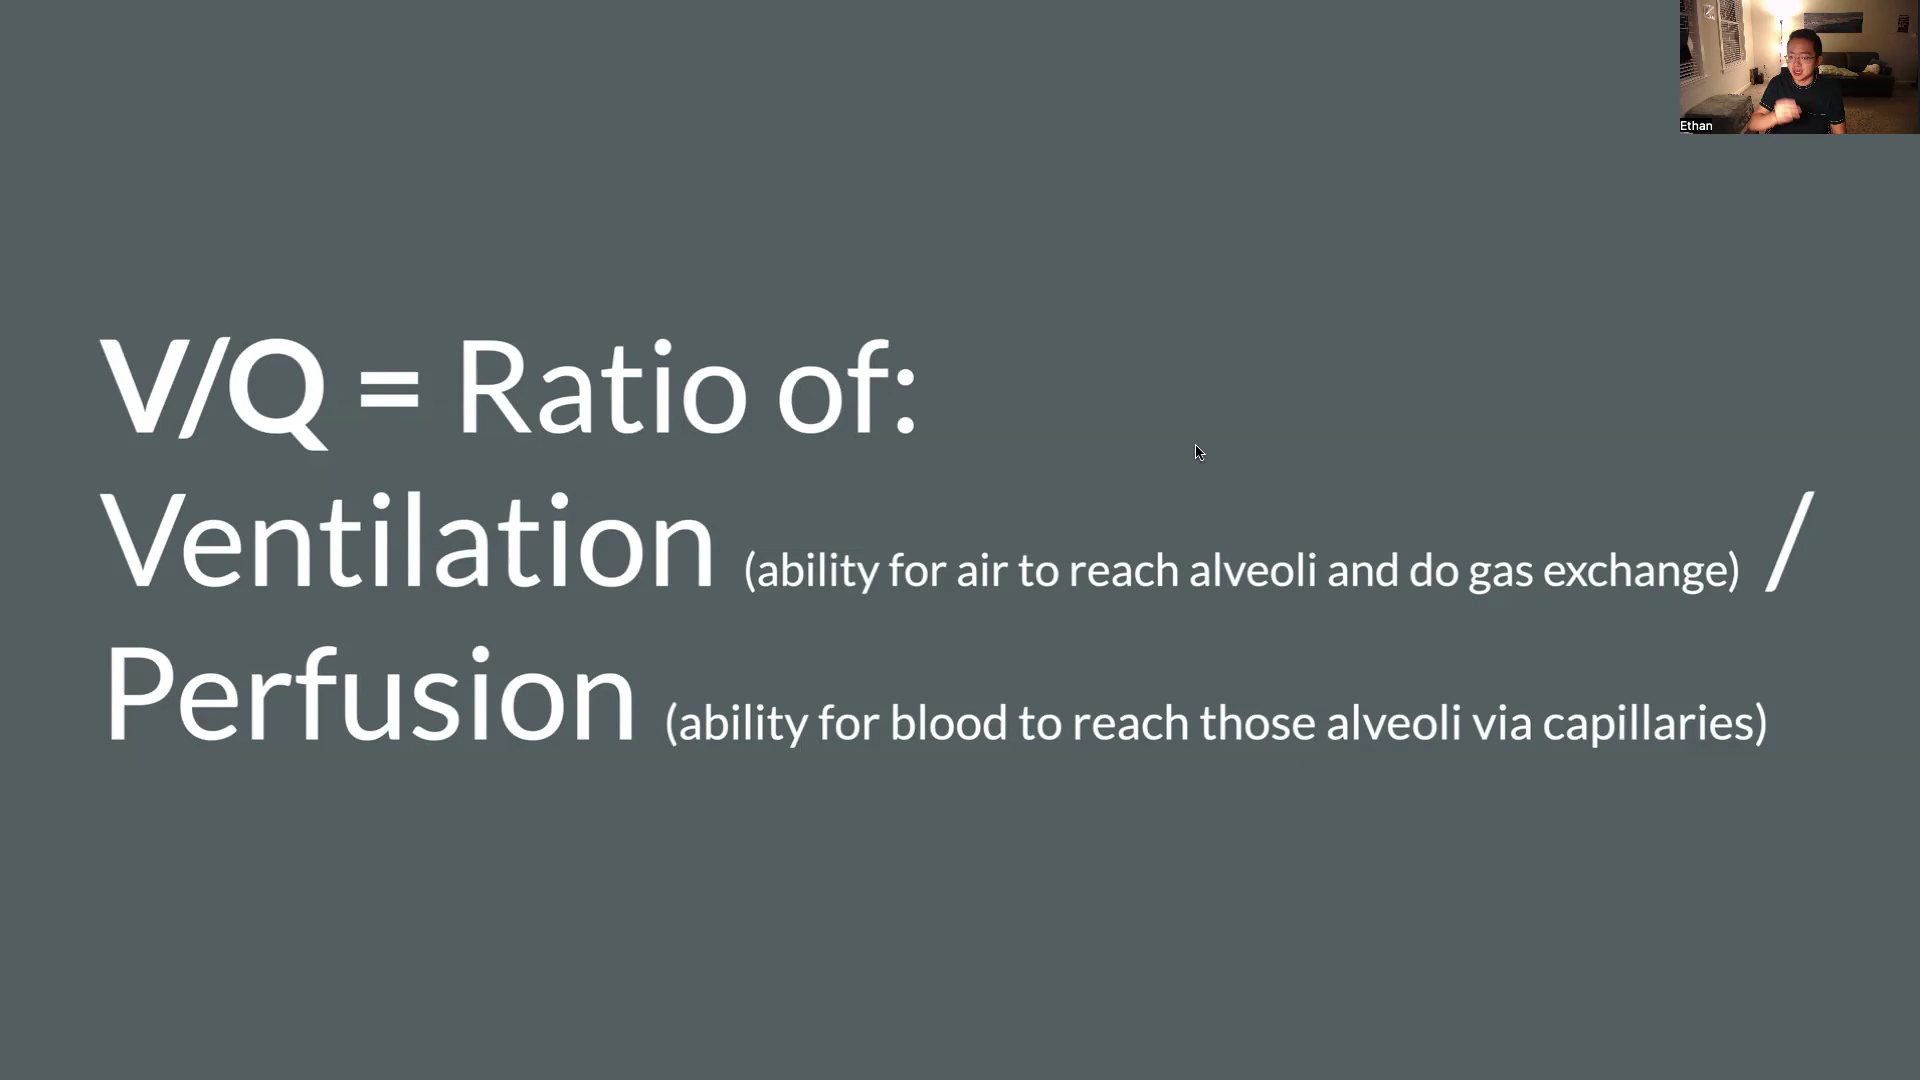 Ethan
V/Q = Ratio of:
Ventilation (ability for air to reach alveoli and do gas exchange) /
Perfusion (ability for blood to reach those alveoli via capillaries)